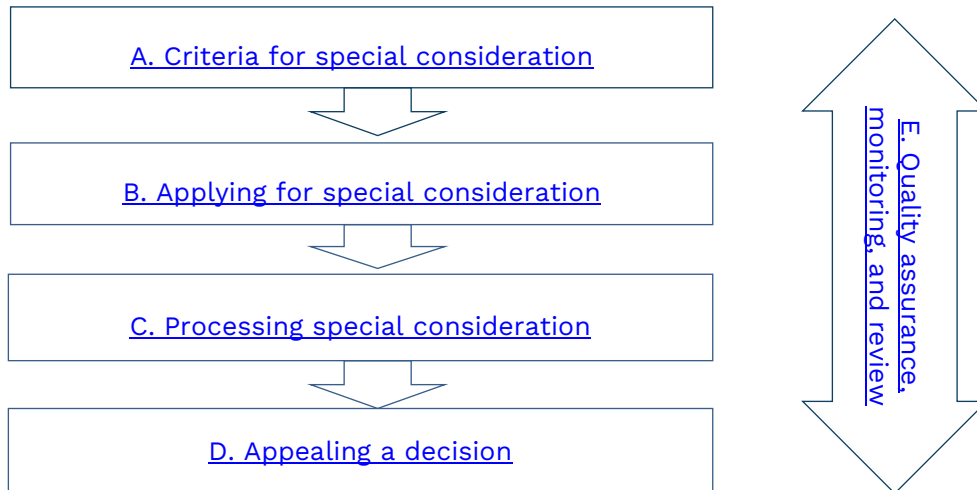 A. Criteria for special consideration
B. Applying for special consideration
C. Processing special consideration
D. Appealing a decision
E. Quality assurance,
monitoring, and review